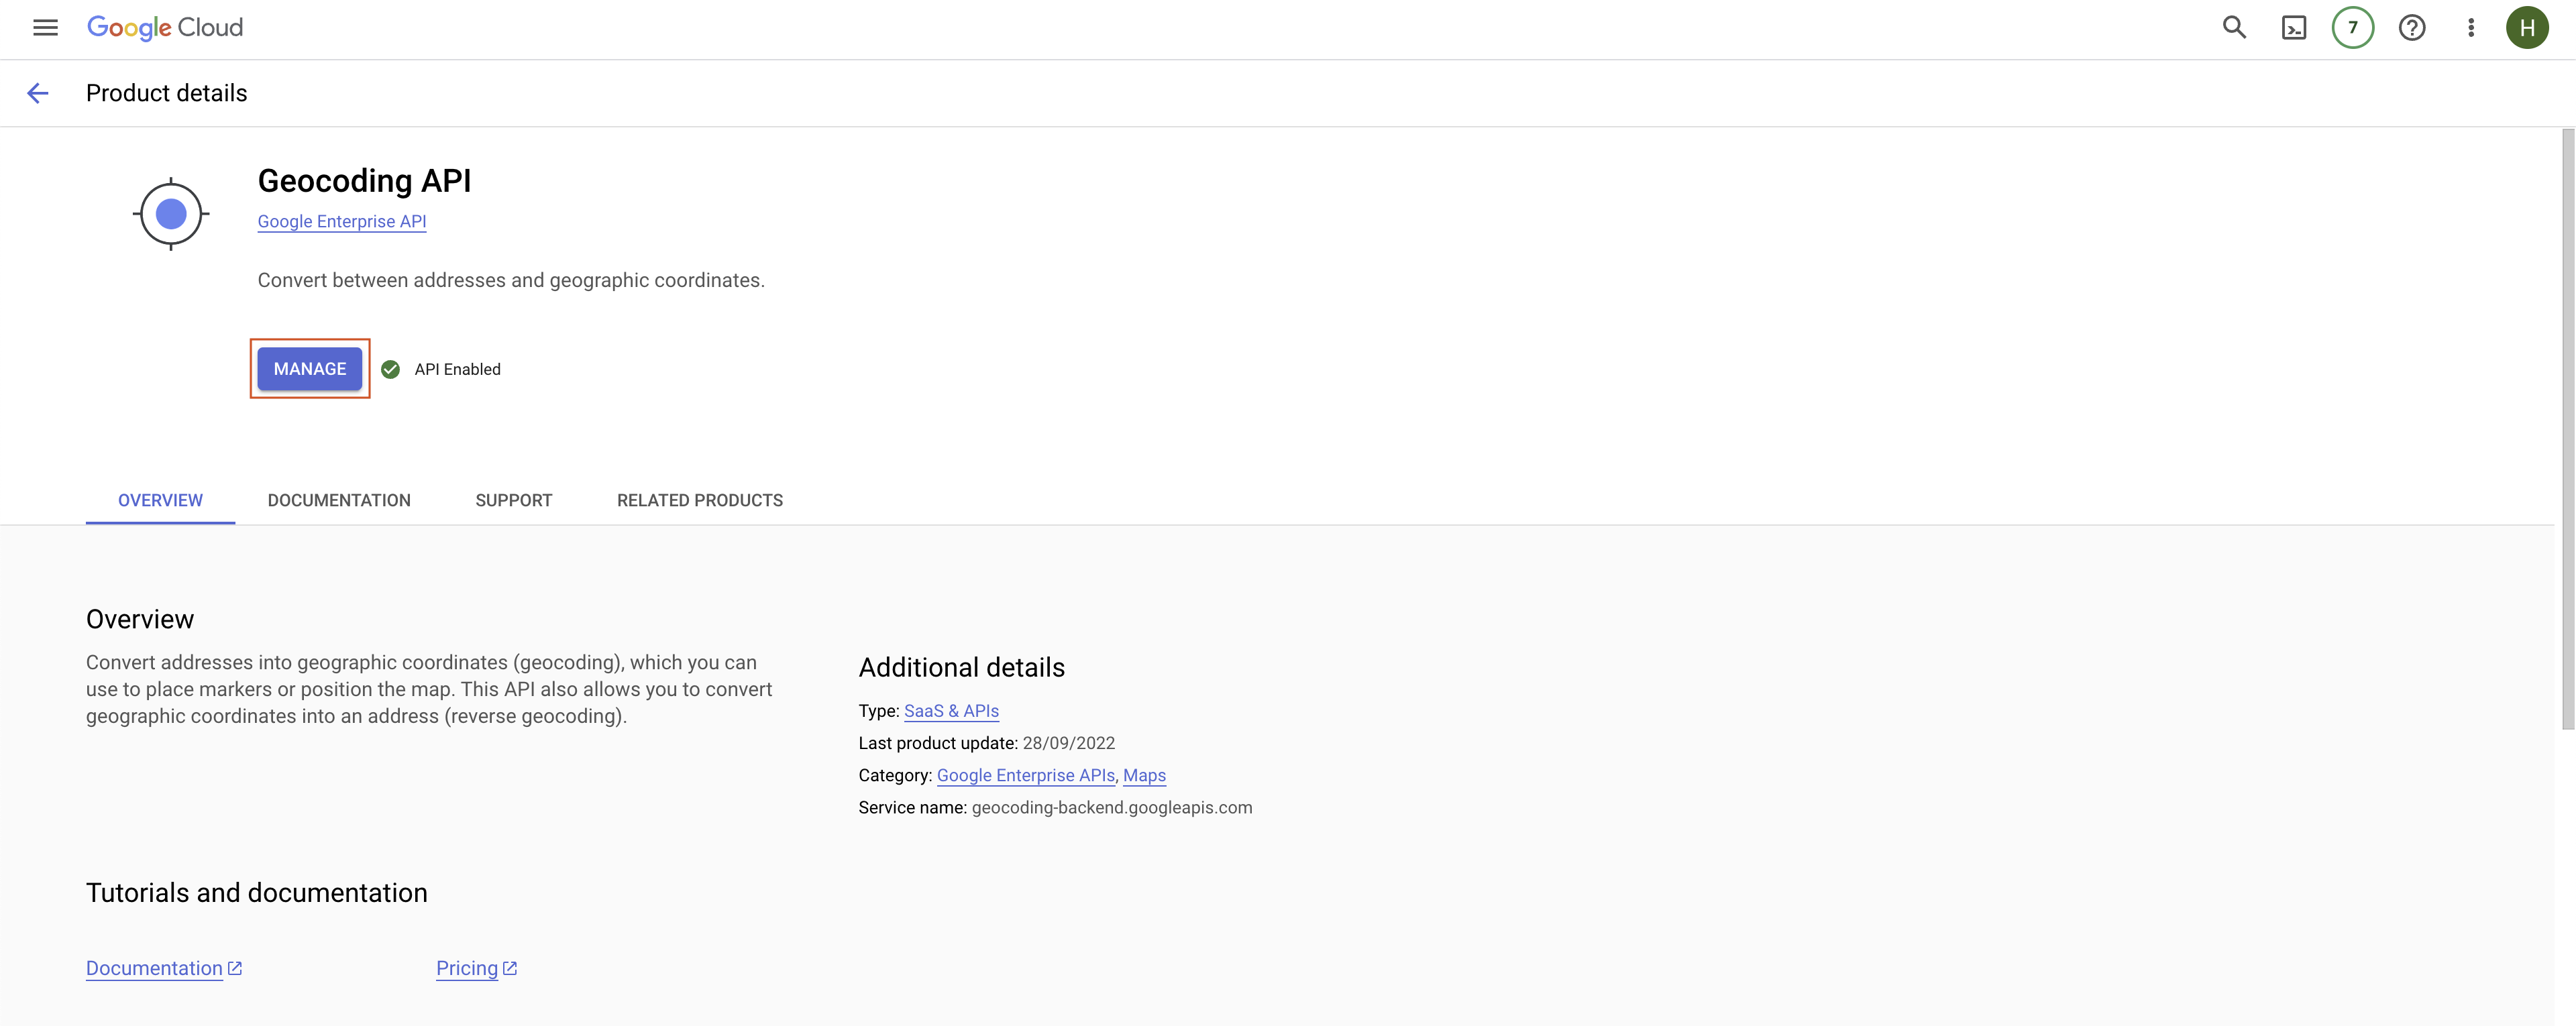 Google Cloud
7
H
Product details
Geocoding API
Google Enterprise API
Convert between addresses and geographic coordinates.
MANAGE
API Enabled
OVERVIEW
DOCUMENTATION
SUPPORT
RELATED PRODUCTS
Overview
Convert addresses into geographic coordinates (geocoding), which you can
use to place markers or position the map. This API also allows you to convert
geographic coordinates into an address (reverse geocoding).
Additional details
Type: SaaS & APIs
Last product update: 28/09/2022
Category: Google Enterprise APIs, Maps
Service name: geocoding-backend.googleapis.com
Tutorials and documentation
Documentation
Pricing